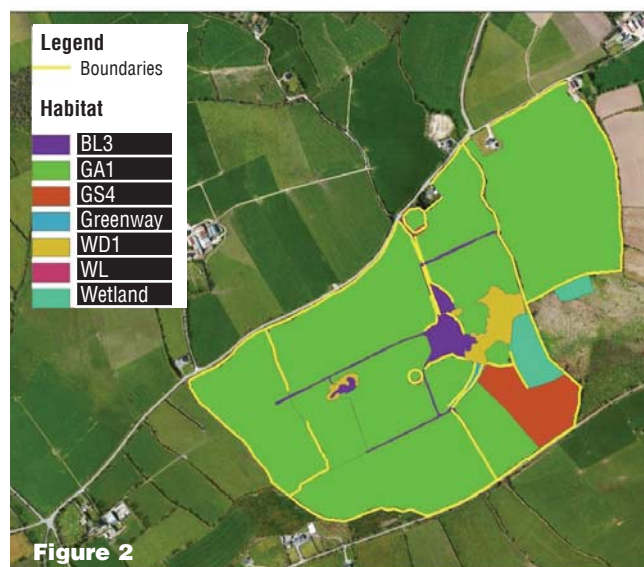 Legend
Boundaries
Habitat
BL3
GA1
GS4
Greenway
WD1
WL
Wetland
Figure 2